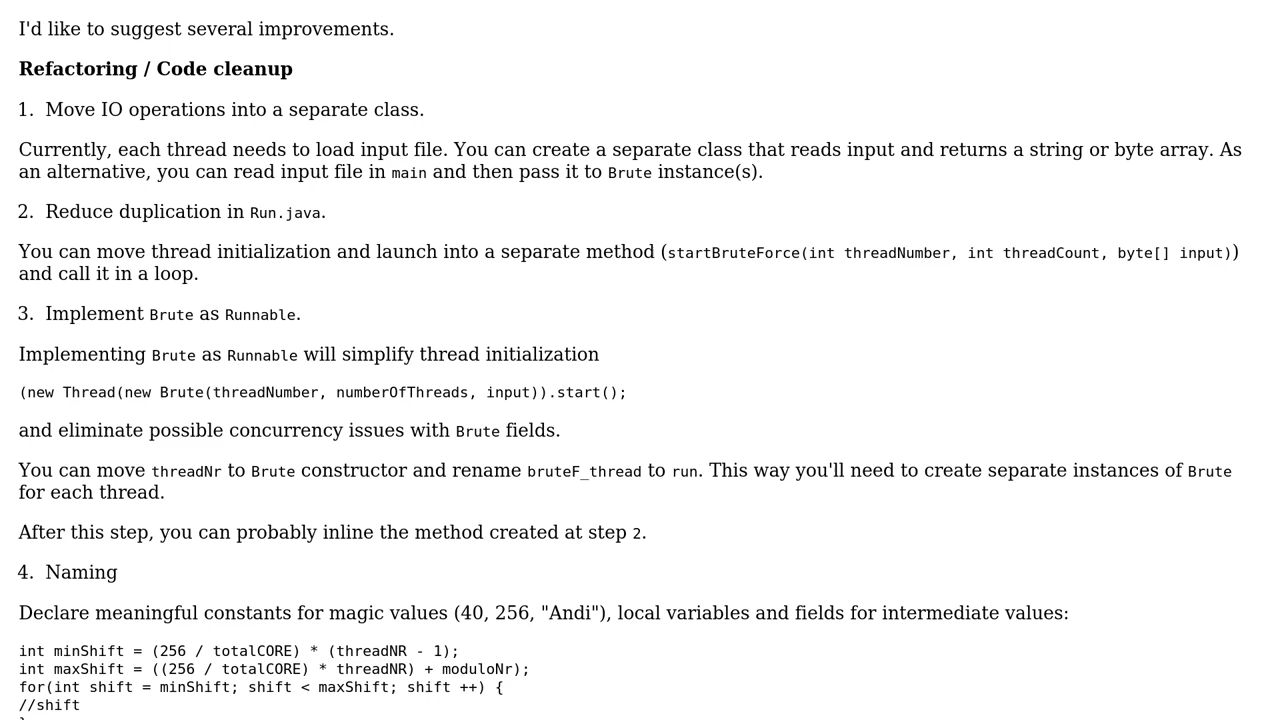 I'd like to suggest several improvements.
Refactoring / Code cleanup
1. Move IO operations into a separate class.
Currently, each thread needs to load input file. You can create a separate class that reads input and returns a string or byte array. As
an alternative, you can read input file in main and then pass it to Brute instance(s).
2. Reduce duplication in Run.java.
You can move thread initialization and launch into a separate method (startBruteForce(int threadNumber, int threadCount, byte[] input))
and call it in a loop.
3. Implement Brute as Runnable.
Implementing Brute as Runnable will simplify thread initialization
(new Thread(new Brute(threadNumber, numberOfThreads, input)).start();
and eliminate possible concurrency issues with Brute fields.
You can move threadNr to Brute constructor and rename bruteF_thread to run. This way you'll need to create separate instances of Brute
for each thread.
After this step, you can probably inline the method created at step 2.
4. Naming
Declare meaningful constants for magic values (40, 256, "Andi"), local variables and fields for intermediate values:
int minShift = (256 / totalCORE) * (threadNR - 1);
int maxShift = ((256 / totalCORE) * threadNR) + moduloNr);
for(int shift = minShift; shift < maxShift; shift ++) {
//shift